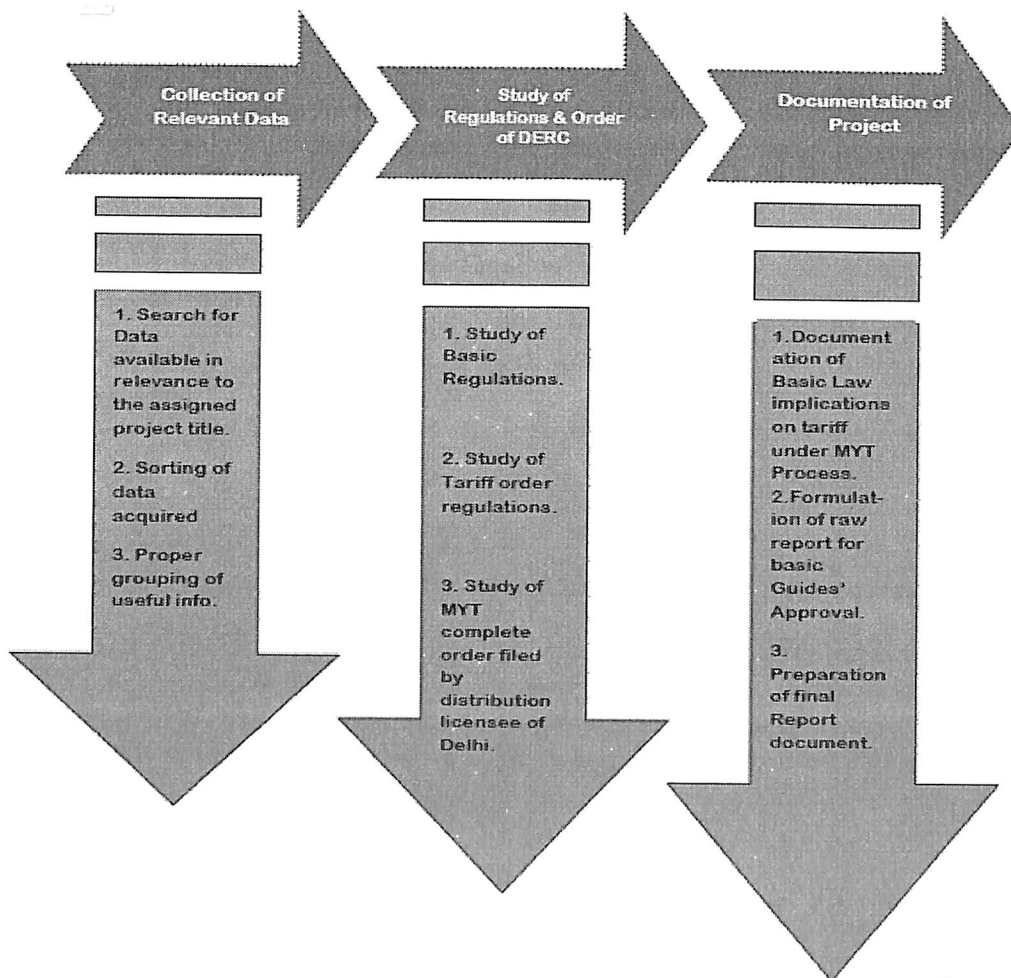 Collection of
Relevant Data
Study of
Regulations & Order
of DERC
Documentation of
Project
1. Search for
Data
available in
relevance to
the assigned
project title.
2. Sorting of
data
acquired
3. Proper
grouping of
useful info.
1. Study of
Basic
Regulations.
2. Study of
Tariff order
regulations.
3. Study of
MYT
complete
order filed
by
distribution
licensee of
Delhi.
1.Document
ation of
Basic Law
implications
on tariff
under MYT
Process.
2.Formulat-
ion of raw
report for
basic
Guides'
Approval.
3.
Preparation
of final
Report
document.